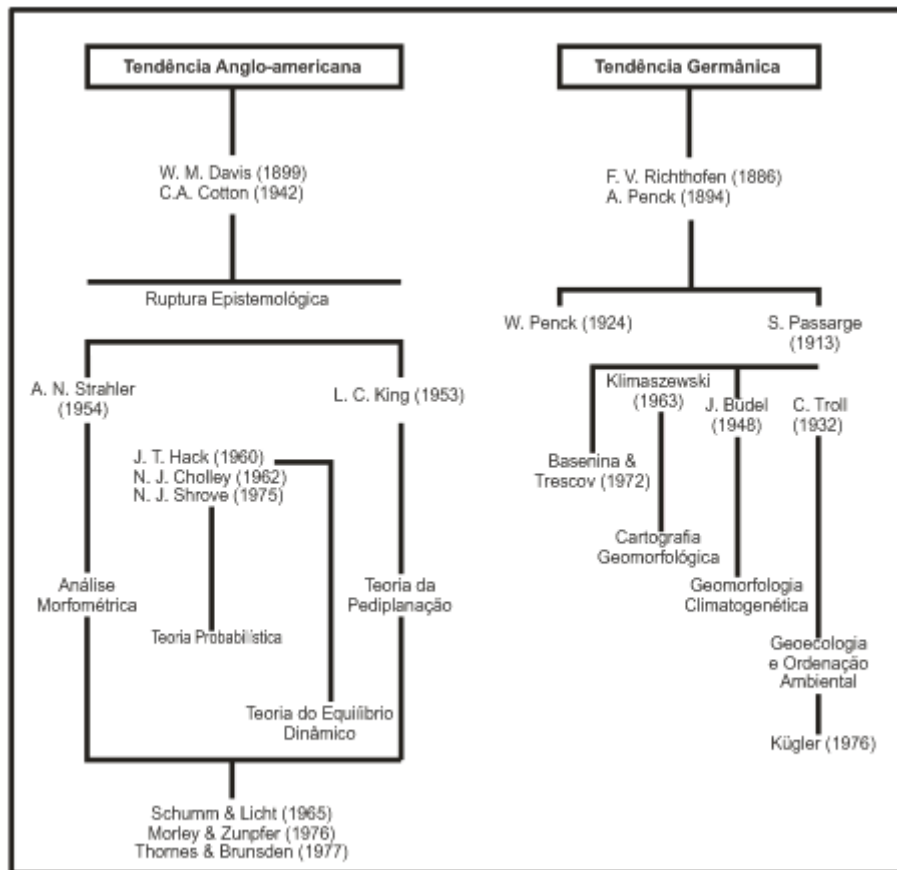 Tendência Anglo-americana
W. M. Davis (1899)
C.A. Cotton (1942)
Ruptura Epistemológica
A. N. Strahler
(1954)
L. C. King (1953)
J. T. Hack (1960)
N. J. Cholley (1962)
N. J. Shrove (1975)
Análise
Morfométrica
Teoria da
Pediplanação
Teoria Probabilística
Teoria do Equilíbrio
Dinâmico
Schumm & Licht (1965)
Morley & Zunpfer (1976)
Thornes & Brunsden (1977)
Tendência Germânica
F. V. Richthofen (1886)
A. Penck (1894)
W. Penck (1924)
S. Passarge
(1913)
Klimaszewski
(1963)
J. Büdel
(1948)
C. Troll
(1932)
Basenina &
Trescov (1972)
Cartografia
Geomorfológica
Geomorfologia
Climatogenética
Geoecologia
e Ordenação
Ambiental
Kügler (1976)